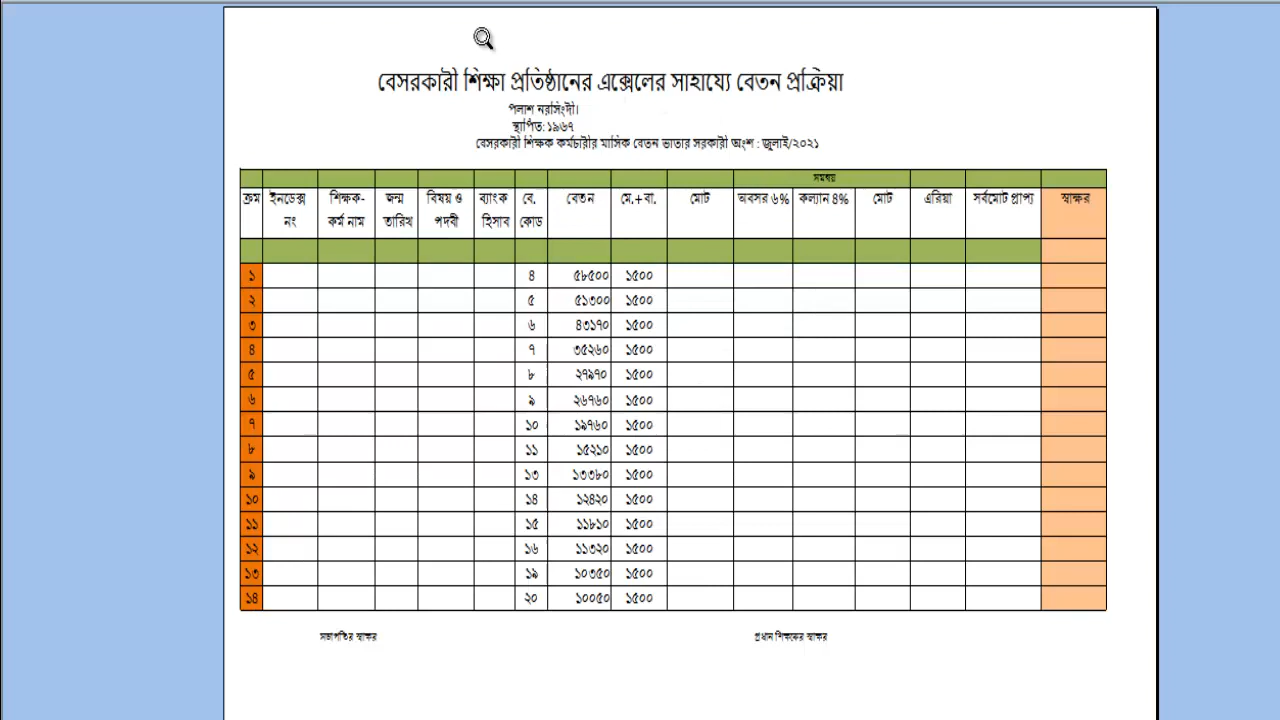 বেসরকারী শিক্ষা প্রতিষ্ঠানের এক্সেলের সাহায্যে বেতন প্রক্রিয়া
পলাশ নরসিংদী।
স্থাপিত: ১৯৬৭
বেসরকারী শিক্ষক কর্মচারীর মাসিক বেতন ভাতার সরকারী অংশ : জুলাই/২০২১
সমন্বয়
ক্রম ইনডেক্স শিক্ষক- জন্ম বিষয় ও ব্যাংক বে. বেতন মে.+বা. মোট অবসর ৬% কল্যান ৪% মোট এরিয়া সর্বমোট প্রাপ্য স্বাক্ষর
নং কর্ম নাম তারিখ পদবী হিসাব কোড
১ ৪ ৫৮৫০০ ১৫০০
২ ৫ ৫১৩০০ ১৫০০
৩ ৬ ৪৩১৭০ ১৫০০
৪ ৭ ৩৫২৬০ ১৫০০
৫ ৮ ২৭৯৭০ ১৫০০
৬ ৯ ২৬৭৬০ ১৫০০
৭ ১০ ১৯৭৬০ ১৫০০
৮ ১১ ১৫২১০ ১৫০০
৯ ১৩ ১৩৩৮০ ১৫০০
১০ ১৪ ১২৪২০ ১৫০০
১১ ১৫ ১১৮১০ ১৫০০
১২ ১৬ ১১৩২০ ১৫০০
১৩ ১৯ ১০৩৫০ ১৫০০
১৪ ২০ ১০০৫০ ১৫০০
সভাপতির স্বাক্ষর প্রধান শিক্ষকের স্বাক্ষর